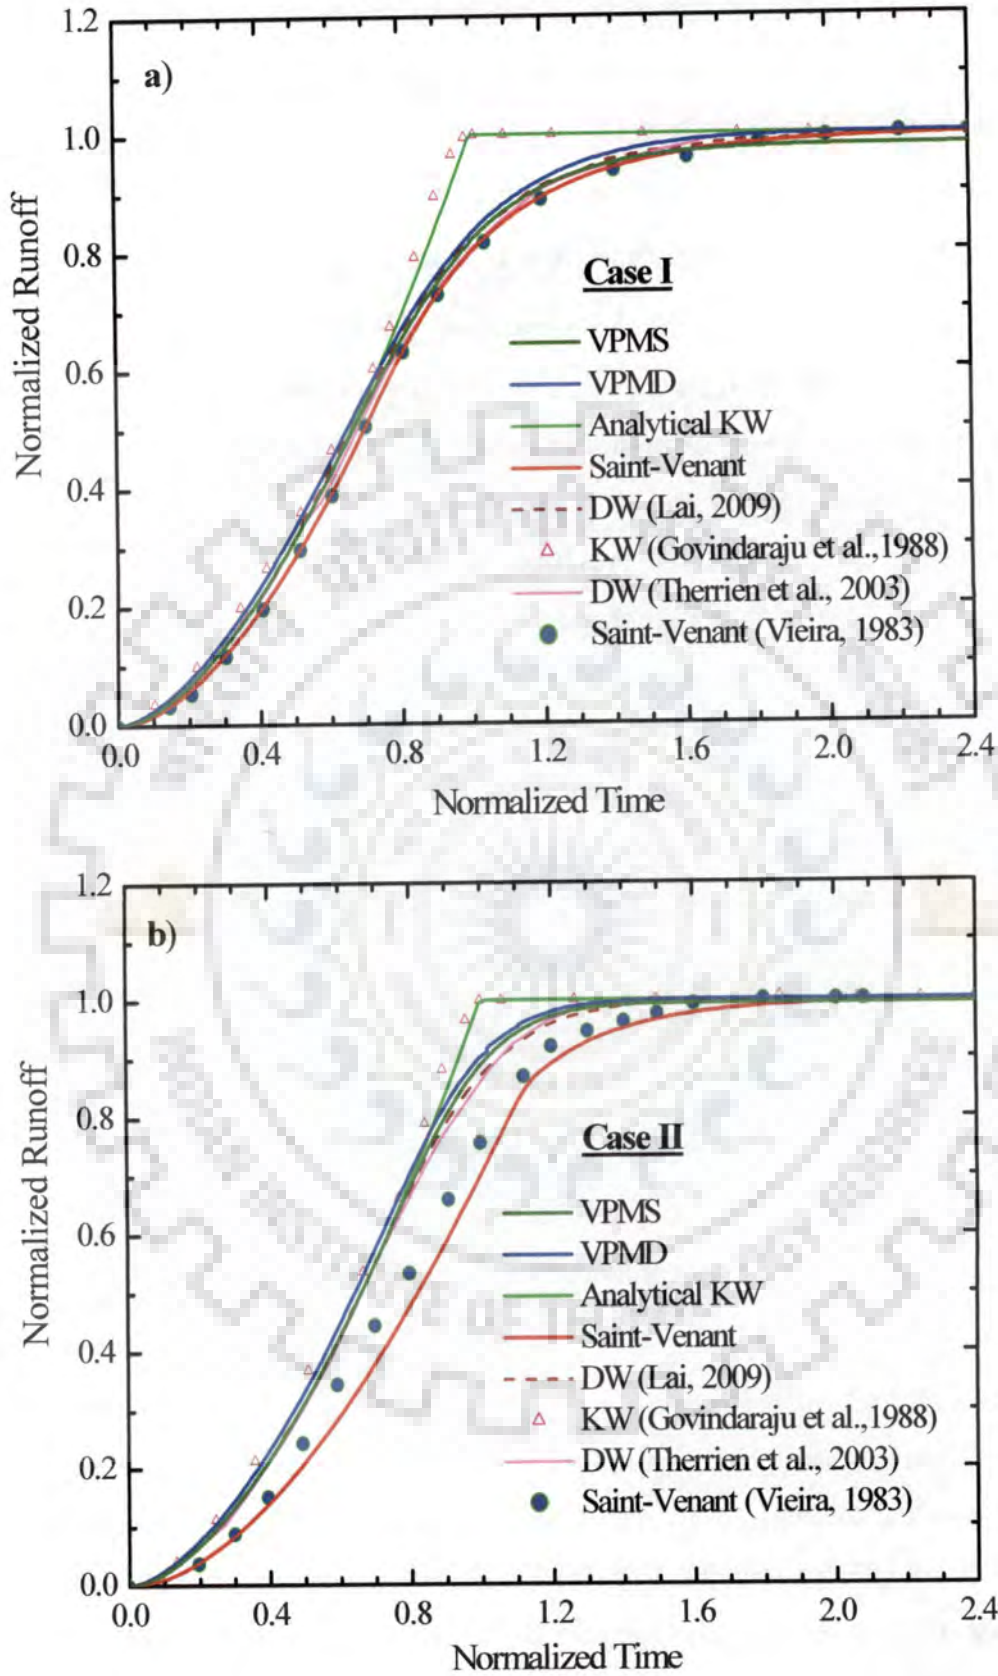 1.2
a)
1.0
0.8
0.6
0.4
0.2
0.0
Normalized Runoff
Case I
VPMS
VPMD
Analytical KW
Saint-Venant
DW (Lai, 2009)
KW (Govindaraju et al.,1988)
DW (Therrien et al., 2003)
Saint-Venant (Vieira, 1983)
0.0 0.4 0.8 1.2 1.6 2.0 2.4
Normalized Time
1.2
b)
1.0
0.8
0.6
0.4
0.2
0.0
Normalized Runoff
Case II
VPMS
VPMD
Analytical KW
Saint-Venant
DW (Lai, 2009)
KW (Govindaraju et al.,1988)
DW (Therrien et al., 2003)
Saint-Venant (Vieira, 1983)
0.0 0.4 0.8 1.2 1.6 2.0 2.4
Normalized Time